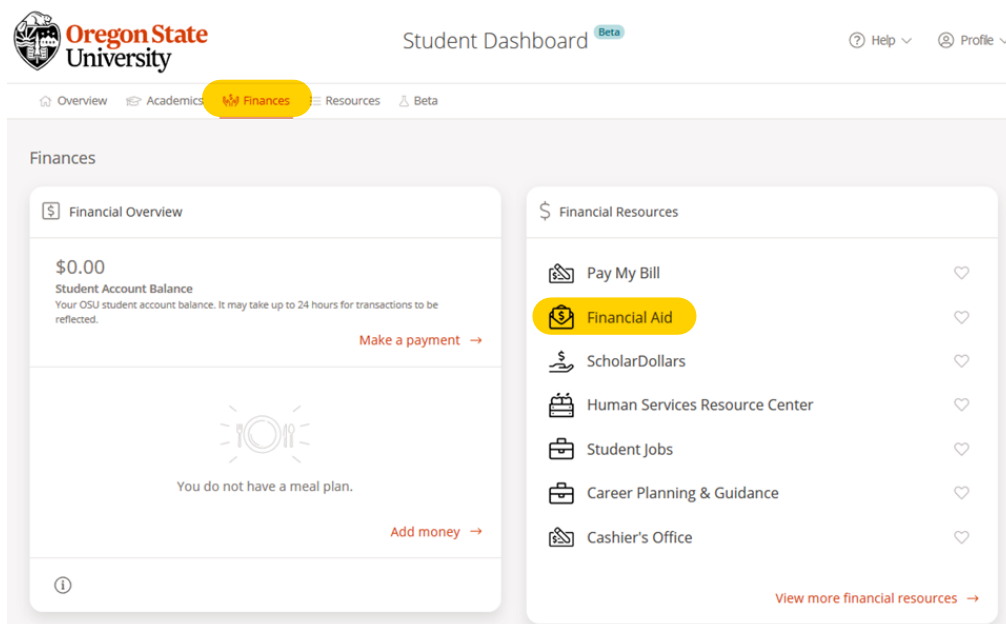 Oregon State
University
Student Dashboard Beta
Help
Profile
Overview
Academics
Finances
Resources
Beta
Finances
Financial Overview
$0.00
Student Account Balance
Your OSU student account balance. It may take up to 24 hours for transactions to be
reflected.
Make a payment →
You do not have a meal plan.
Add money →
Financial Resources
Pay My Bill
Financial Aid
ScholarDollars
Human Services Resource Center
Student Jobs
Career Planning & Guidance
Cashier's Office
View more financial resources →